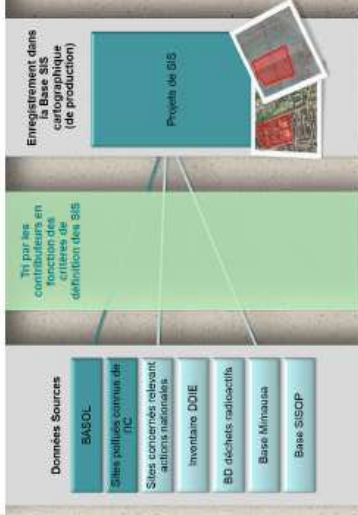 Données Sources
BASOL
Sites pollués connus de
l'IC
Sites concernés relevant
actions nationales
Inventaire DDIE
BD déchets radioactifs
Base Mimausa
Base SISOP
Tri par les
contributeurs en
fonction des
critères de
définition des SIS
Enregistrement dans
la Base SIS
cartographique
(de production)
Projets de SIS